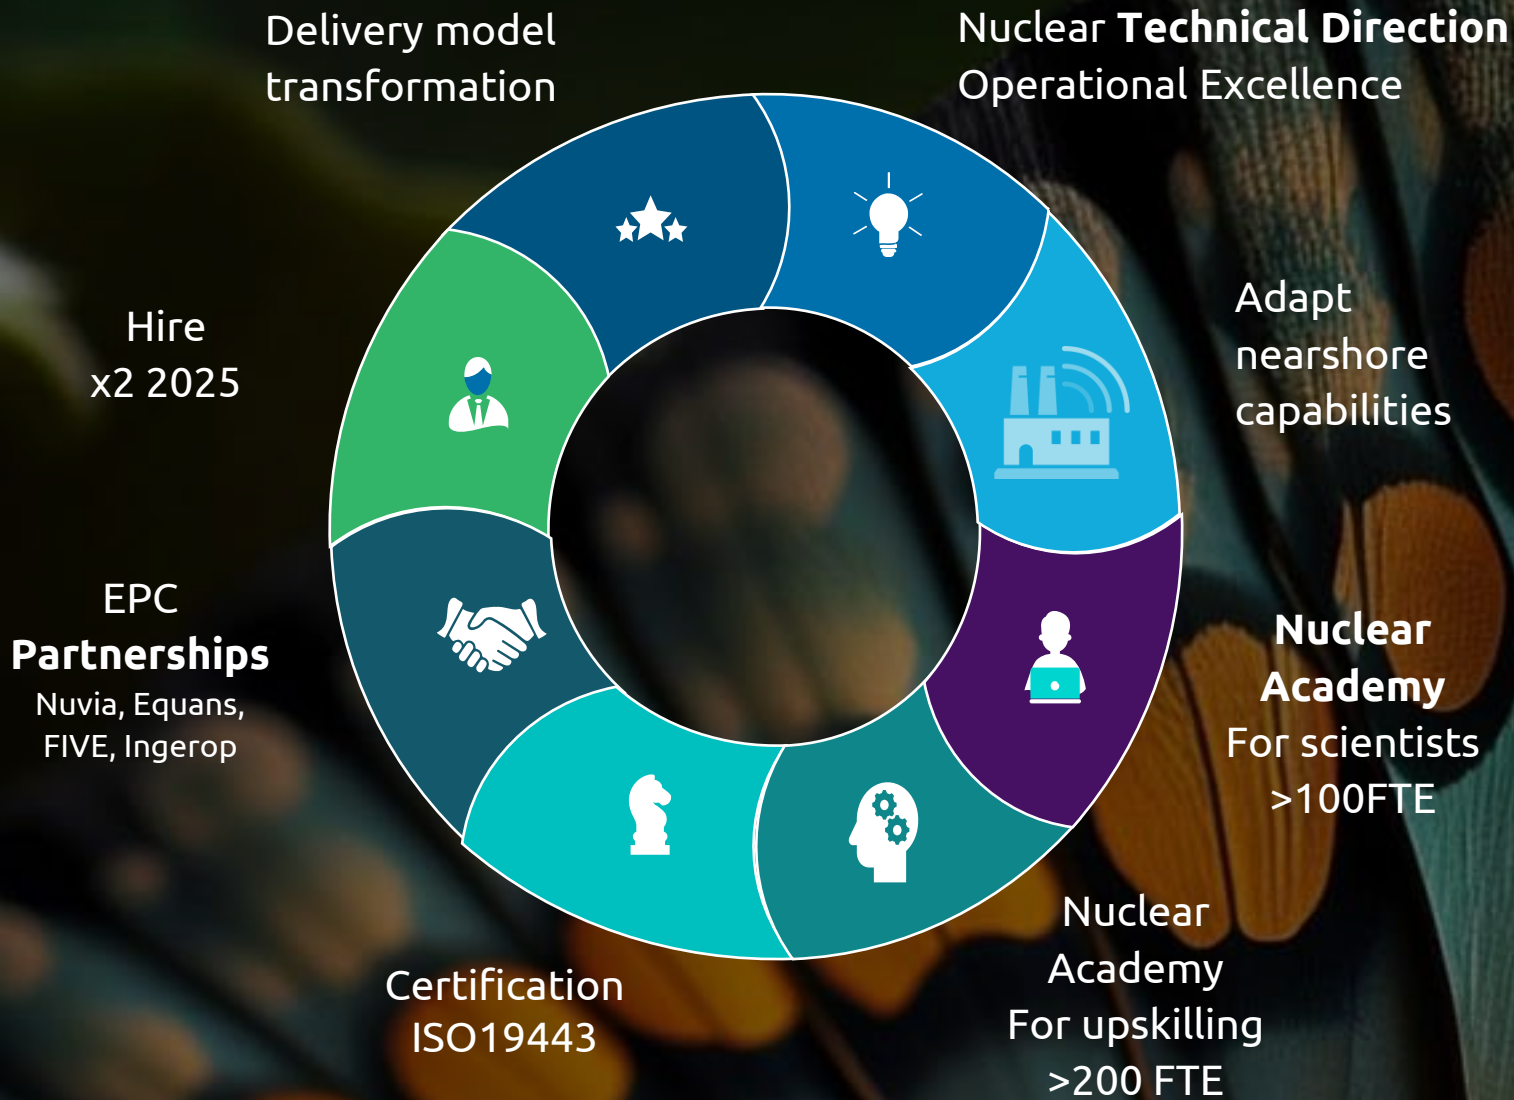 Delivery model
transformation
Nuclear Technical Direction
Operational Excellence
Adapt
nearshore
capabilities
Nuclear
Academy
For scientists
>100FTE
Nuclear
Academy
For upskilling
>200 FTE
Certification
ISO19443
EPC
Partnerships
Nuvia, Equans,
FIVE, Ingerop
Hire
x2 2025